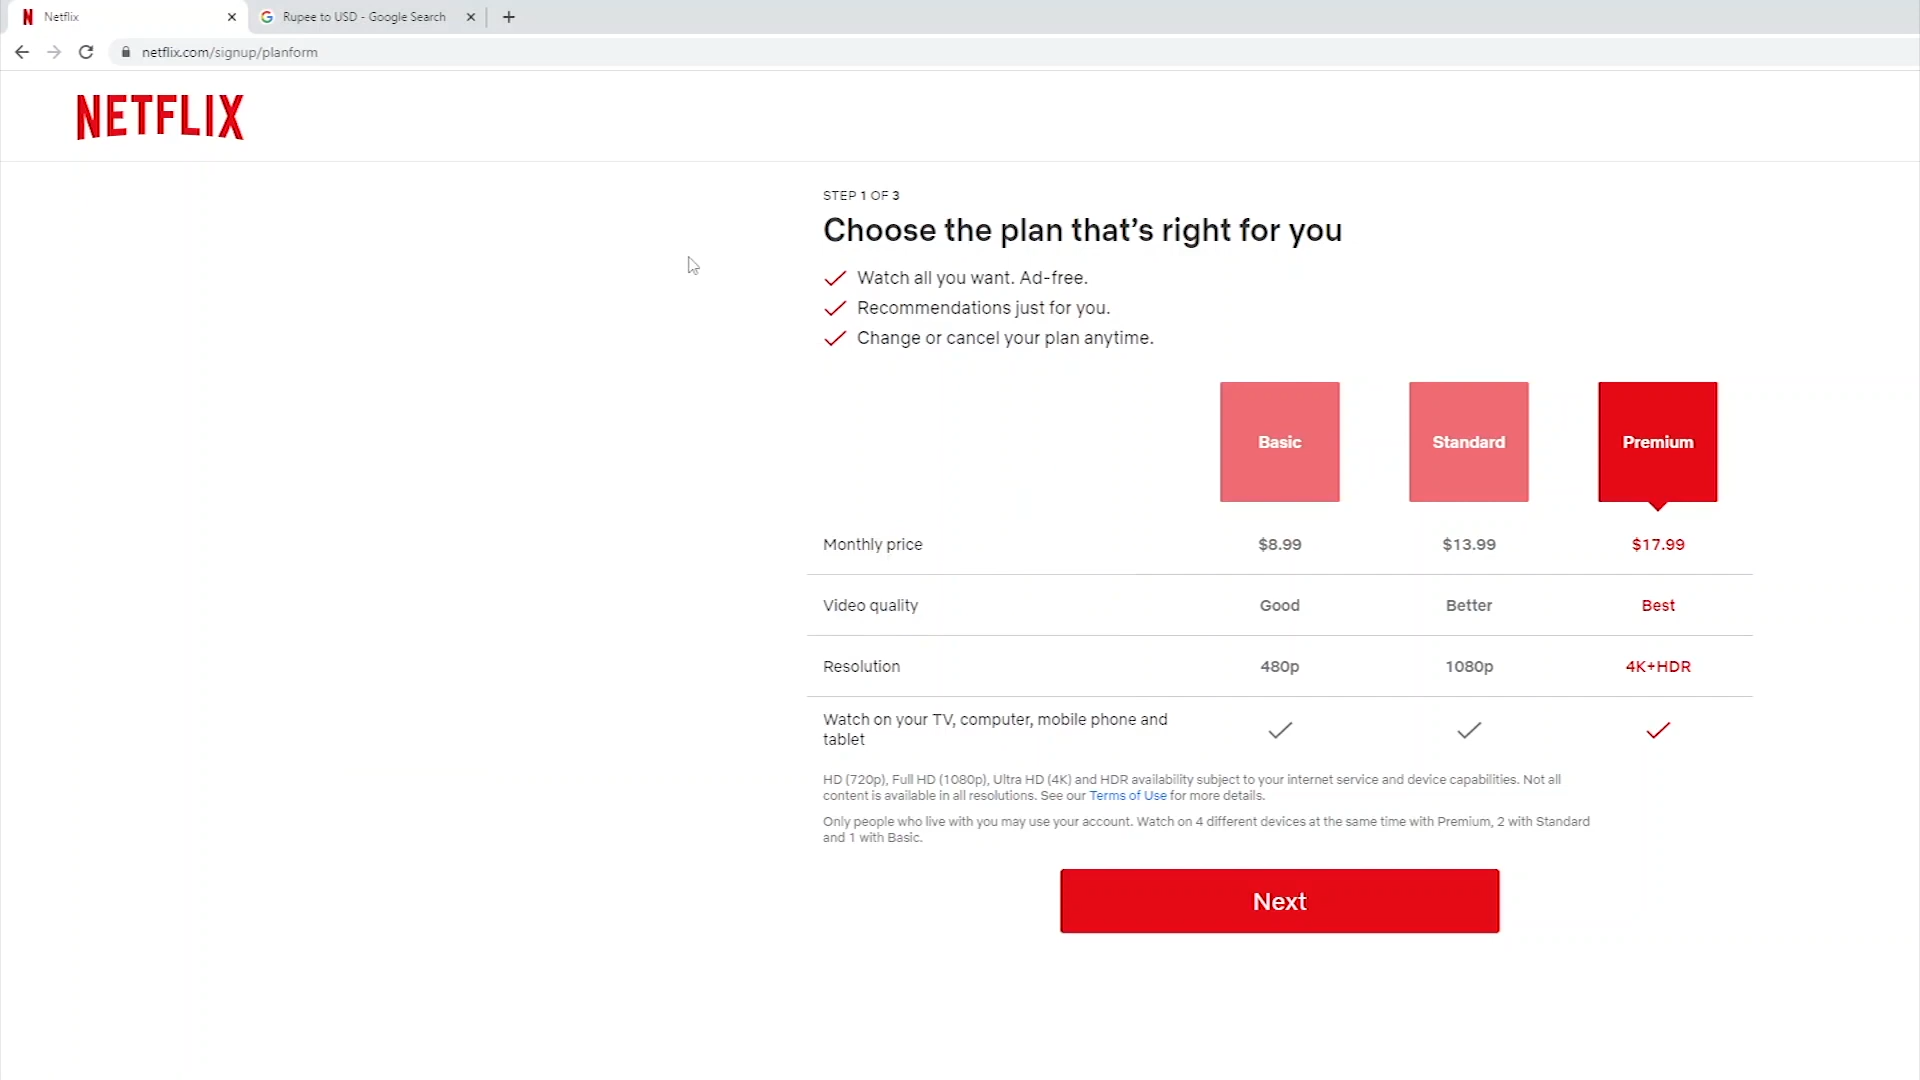 Netflix
Rupee to USD - Google Search
netflix.com/signup/planform
NETFLIX
STEP 1 OF 3
Choose the plan that’s right for you
Watch all you want. Ad-free.
Recommendations just for you.
Change or cancel your plan anytime.
Basic Standard Premium
Monthly price $8.99 $13.99 $17.99
Video quality Good Better Best
Resolution 480p 1080p 4K+HDR
Watch on your TV, computer, mobile phone and
tablet
HD (720p), Full HD (1080p), Ultra HD (4K) and HDR availability subject to your internet service and device capabilities. Not all
content is available in all resolutions. See our Terms of Use for more details.
Only people who live with you may use your account. Watch on 4 different devices at the same time with Premium, 2 with Standard
and 1 with Basic.
Next